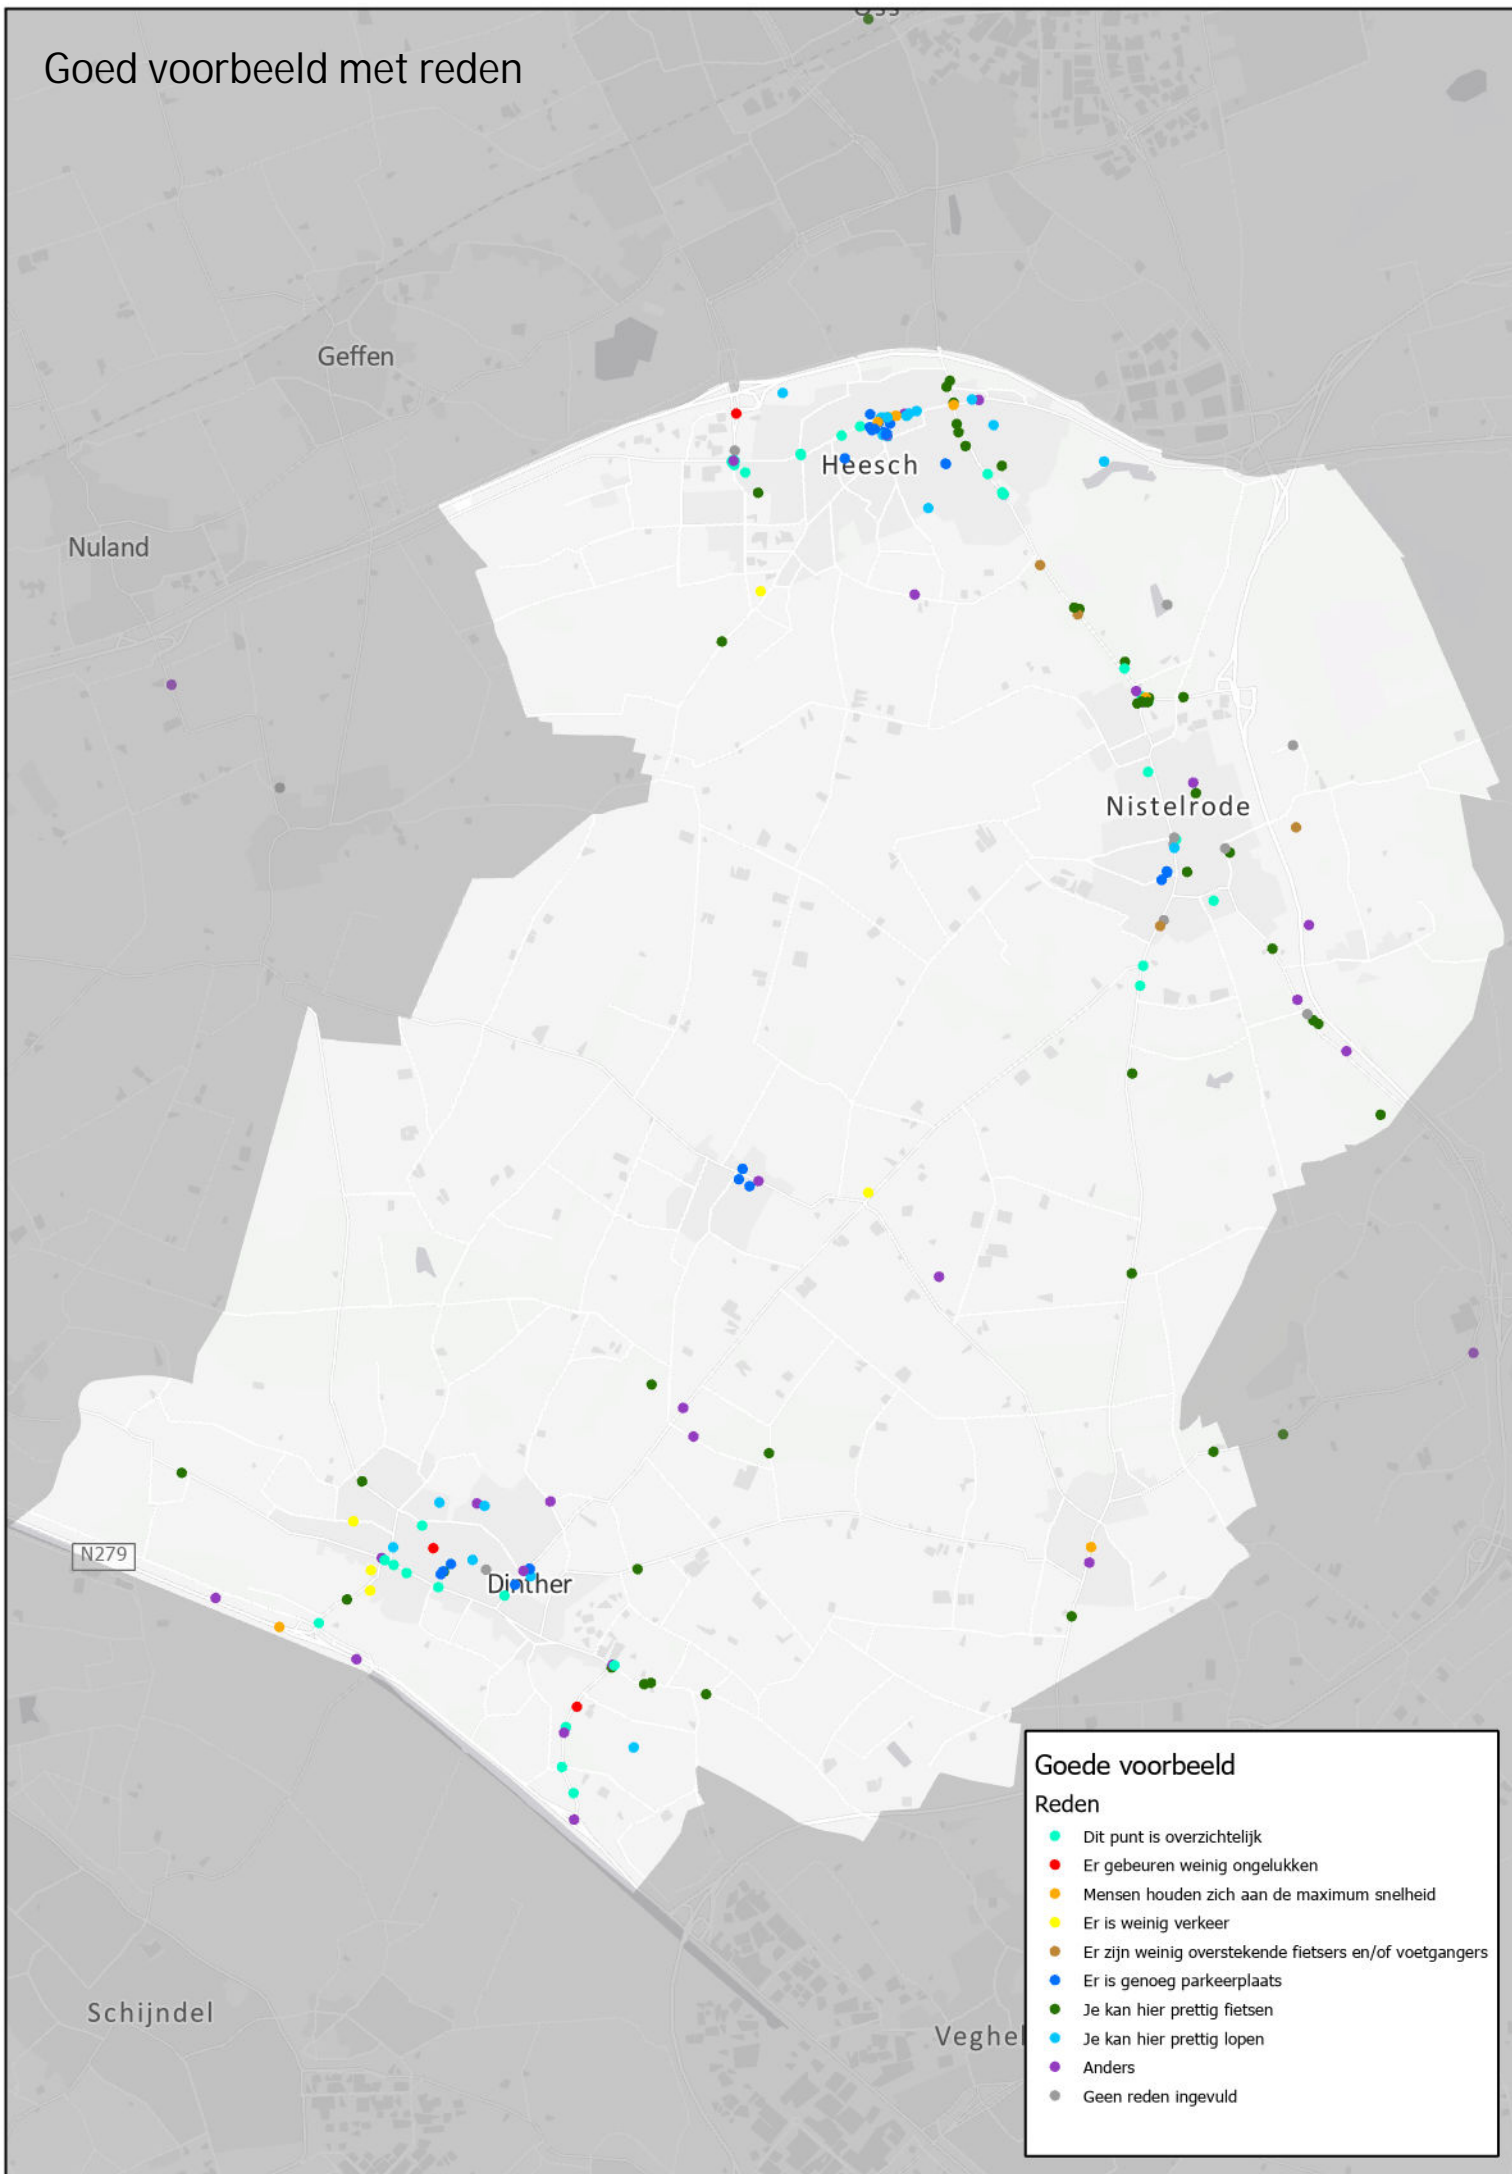 Oss
Goed voorbeeld met reden
Geffen
Heesch
Nuland
Nistelrode
N279
Dinther
Goede voorbeeld
Reden
Dit punt is overzichtelijk
Er gebeuren weinig ongelukken
Mensen houden zich aan de maximum snelheid
Er is weinig verkeer
Er zijn weinig overstekende fietsers en/of voetgangers
Er is genoeg parkeerplaats
Je kan hier prettig fietsen
Je kan hier prettig lopen
Anders
Geen reden ingevuld
Schijndel
Veghel